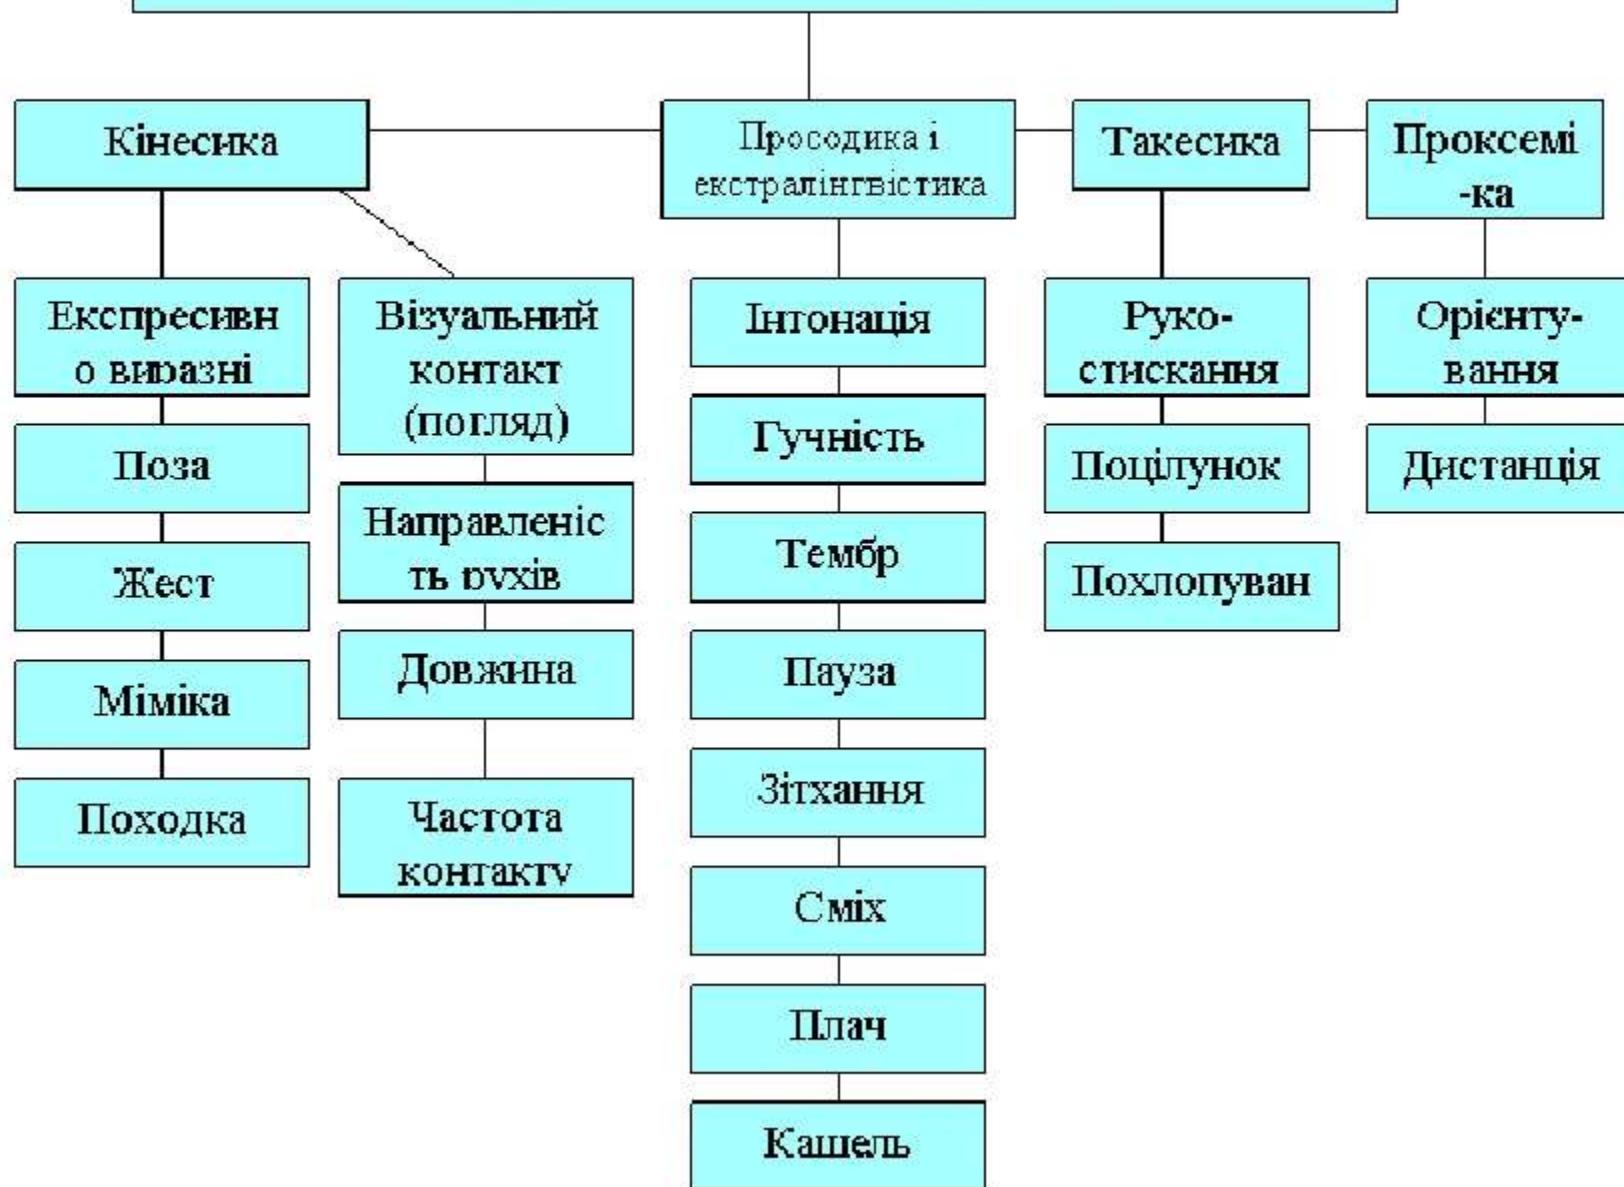 Кінесика
Просодика і
екстралінгвістика
Такесика
Проксемі
-ка
Експресивн
о виразні
Поза
Жест
Міміка
Походка
Візуальний
контакт
(погляд)
Направленіс
ть рухів
Довжина
Частота
контакту
Інтонація
Гучність
Тембр
Пауза
Зітхання
Сміх
Плач
Кашель
Руко-
стискання
Поцілунок
Похлопуван
Орієнту-
вання
Дистанція